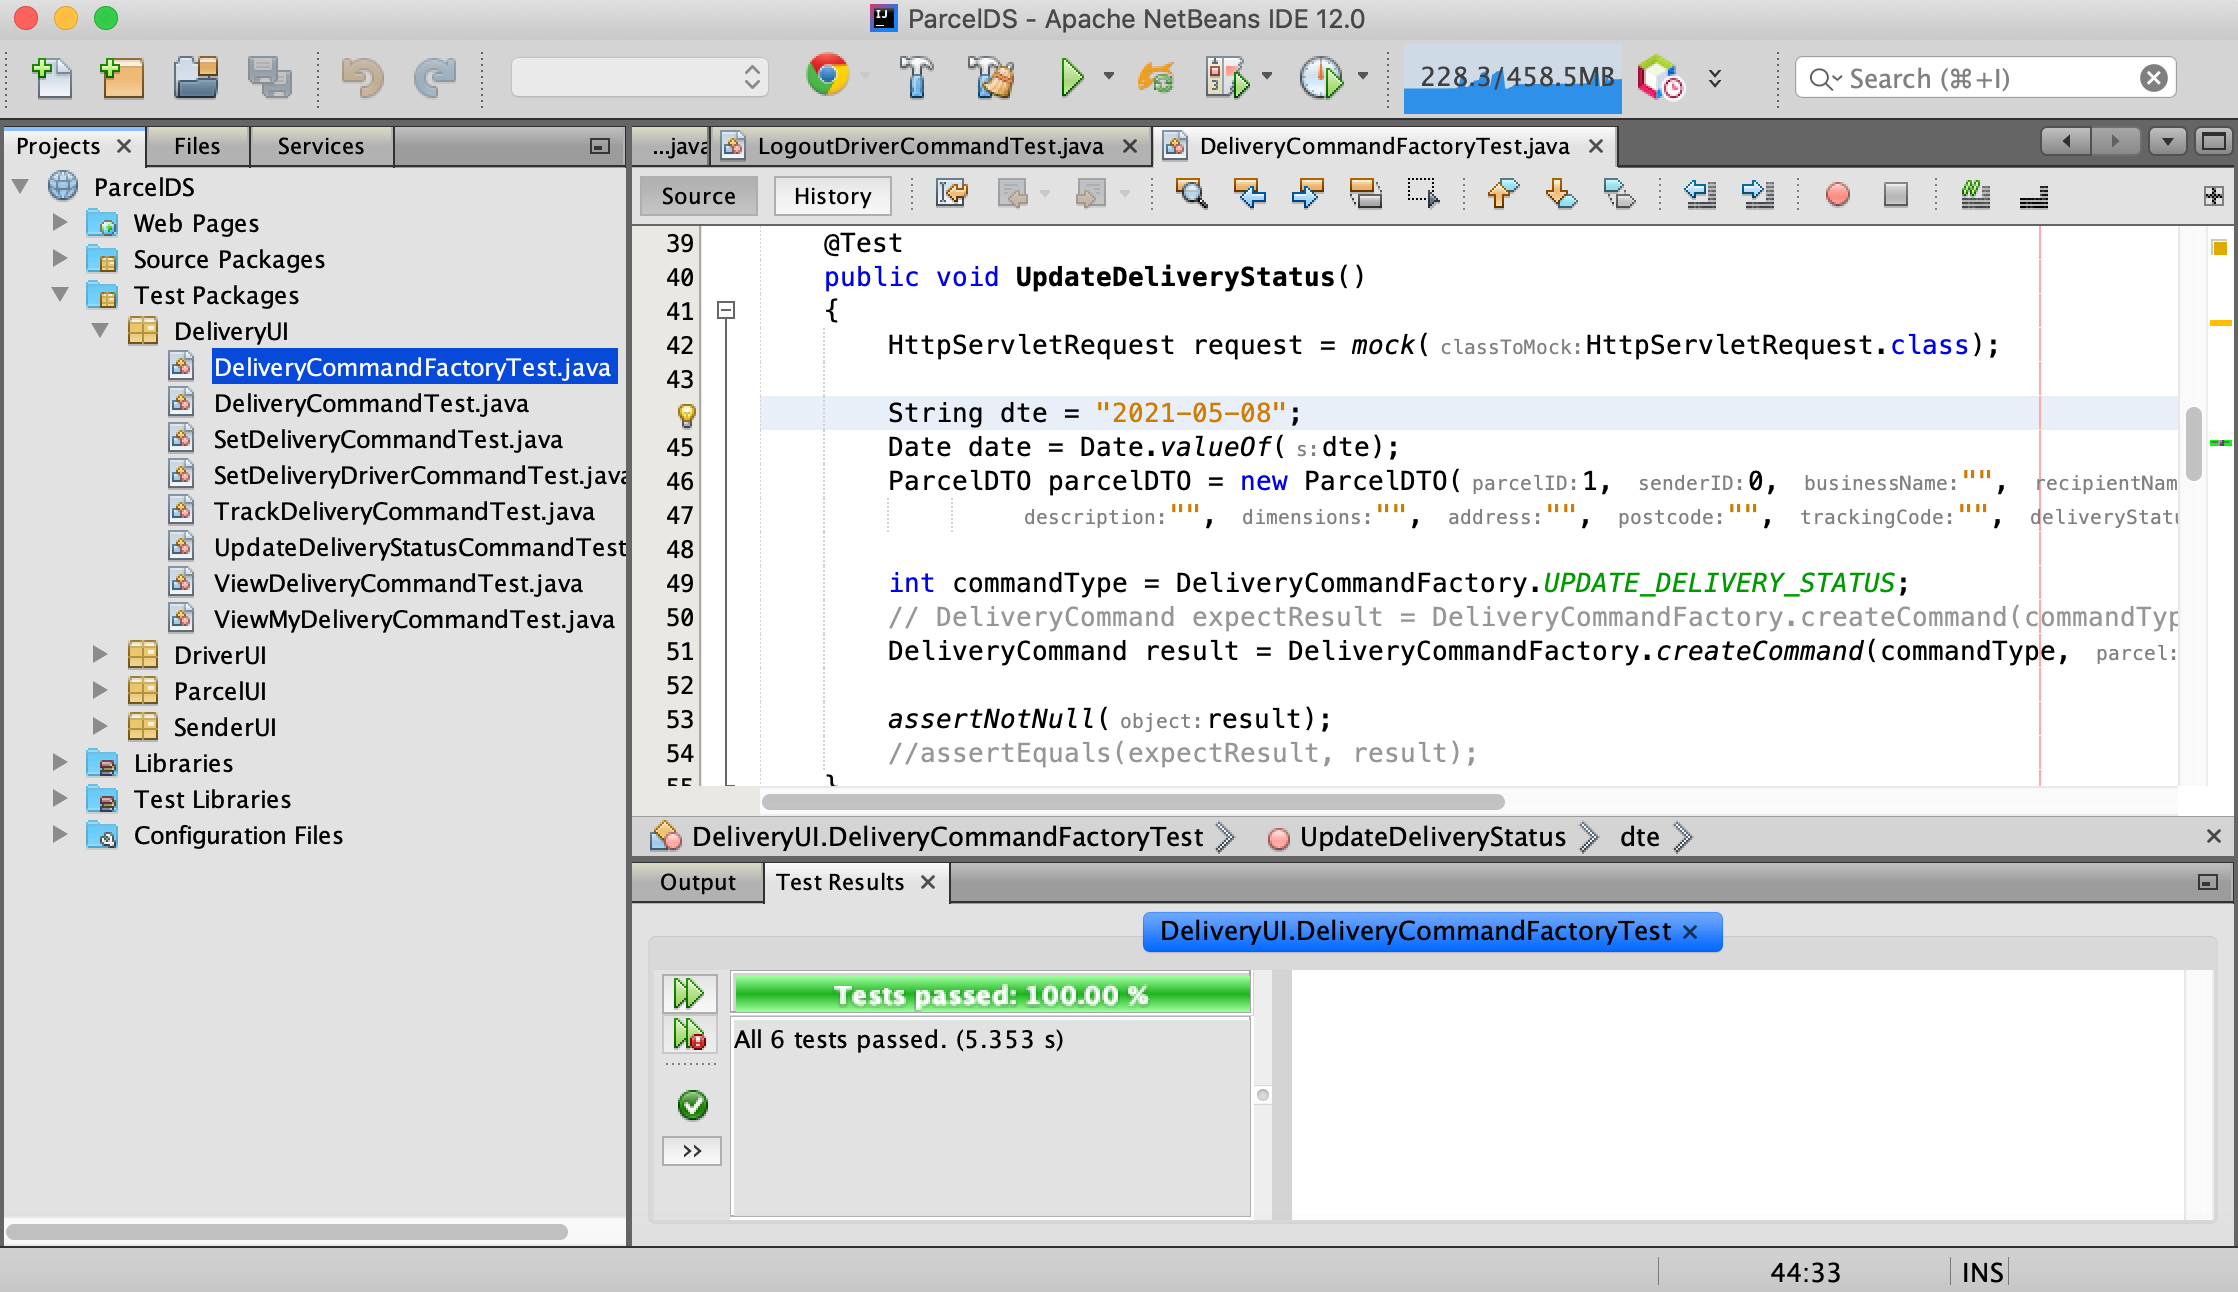 ParcelDS - Apache NetBeans IDE 12.0
228.3/458.5MB
Search (⌘+I)
Projects
Files
Services
...java
LogoutDriverCommandTest.java
DeliveryCommandFactoryTest.java
Source
History
ParcelDS
Web Pages
Source Packages
Test Packages
DeliveryUI
DeliveryCommandFactoryTest.java
DeliveryCommandTest.java
SetDeliveryCommandTest.java
SetDeliveryDriverCommandTest.java
TrackDeliveryCommandTest.java
UpdateDeliveryStatusCommandTest
ViewDeliveryCommandTest.java
ViewMyDeliveryCommandTest.java
DriverUI
ParcelUI
SenderUI
Libraries
Test Libraries
Configuration Files
39 @Test
40 public void UpdateDeliveryStatus()
41 {
42 HttpServletRequest request = mock( classToMock: HttpServletRequest.class);
43
String dte = "2021-05-08";
45 Date date = Date.valueOf( s: dte);
46 ParcelDTO parcelDTO = new ParcelDTO( parcelID: 1, senderID: 0, businessName: "", recipientNam
47 description: "", dimensions: "", address: "", postcode: "", trackingCode: "", deliveryStatu
48
49 int commandType = DeliveryCommandFactory.UPDATE_DELIVERY_STATUS;
50 // DeliveryCommand expectResult = DeliveryCommandFactory.createCommand(commandTyp
51 DeliveryCommand result = DeliveryCommandFactory.createCommand(commandType, parcel:
52
53 assertNotNull( object: result);
54 //assertEquals(expectResult, result);
55 }
DeliveryUI.DeliveryCommandFactoryTest
UpdateDeliveryStatus
dte
Output
Test Results
DeliveryUI.DeliveryCommandFactoryTest
Tests passed: 100.00 %
All 6 tests passed. (5.353 s)
>>
44:33
INS